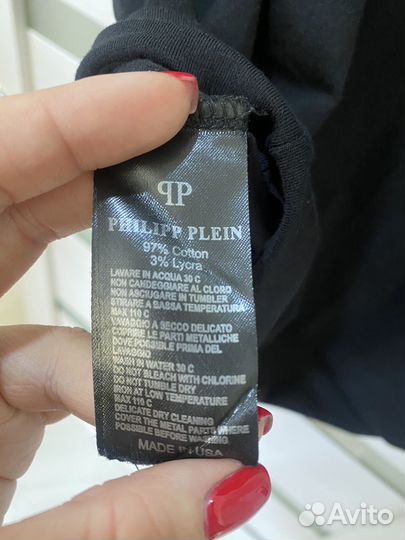 PP
PHILIPP PLEIN
97% Cotton
3% Lycra
LAVARE IN ACQUA 30 C
NON CANDEGGIARE AL CLORO
NON ASCIUGARE IN TUMBLER
STIRARE A BASSA TEMPERATURA
MAX 110 C
LAVAGGIO A SECCO DELICATO
COPRIRE LE PARTI METALLICHE
DOVE POSSIBILE PRIMA DEL
LAVAGGIO
WASH IN WATER 30 C
DO NOT BLEACH WITH CHLORINE
DO NOT TUMBLE DRY
IRON AT LOW TEMPERATURE
MAX 110 C
DELICATE DRY CLEANING
COVER THE METAL PARTS WHERE
POSSIBLE BEFORE WASHING
MADE IN USA
Avito